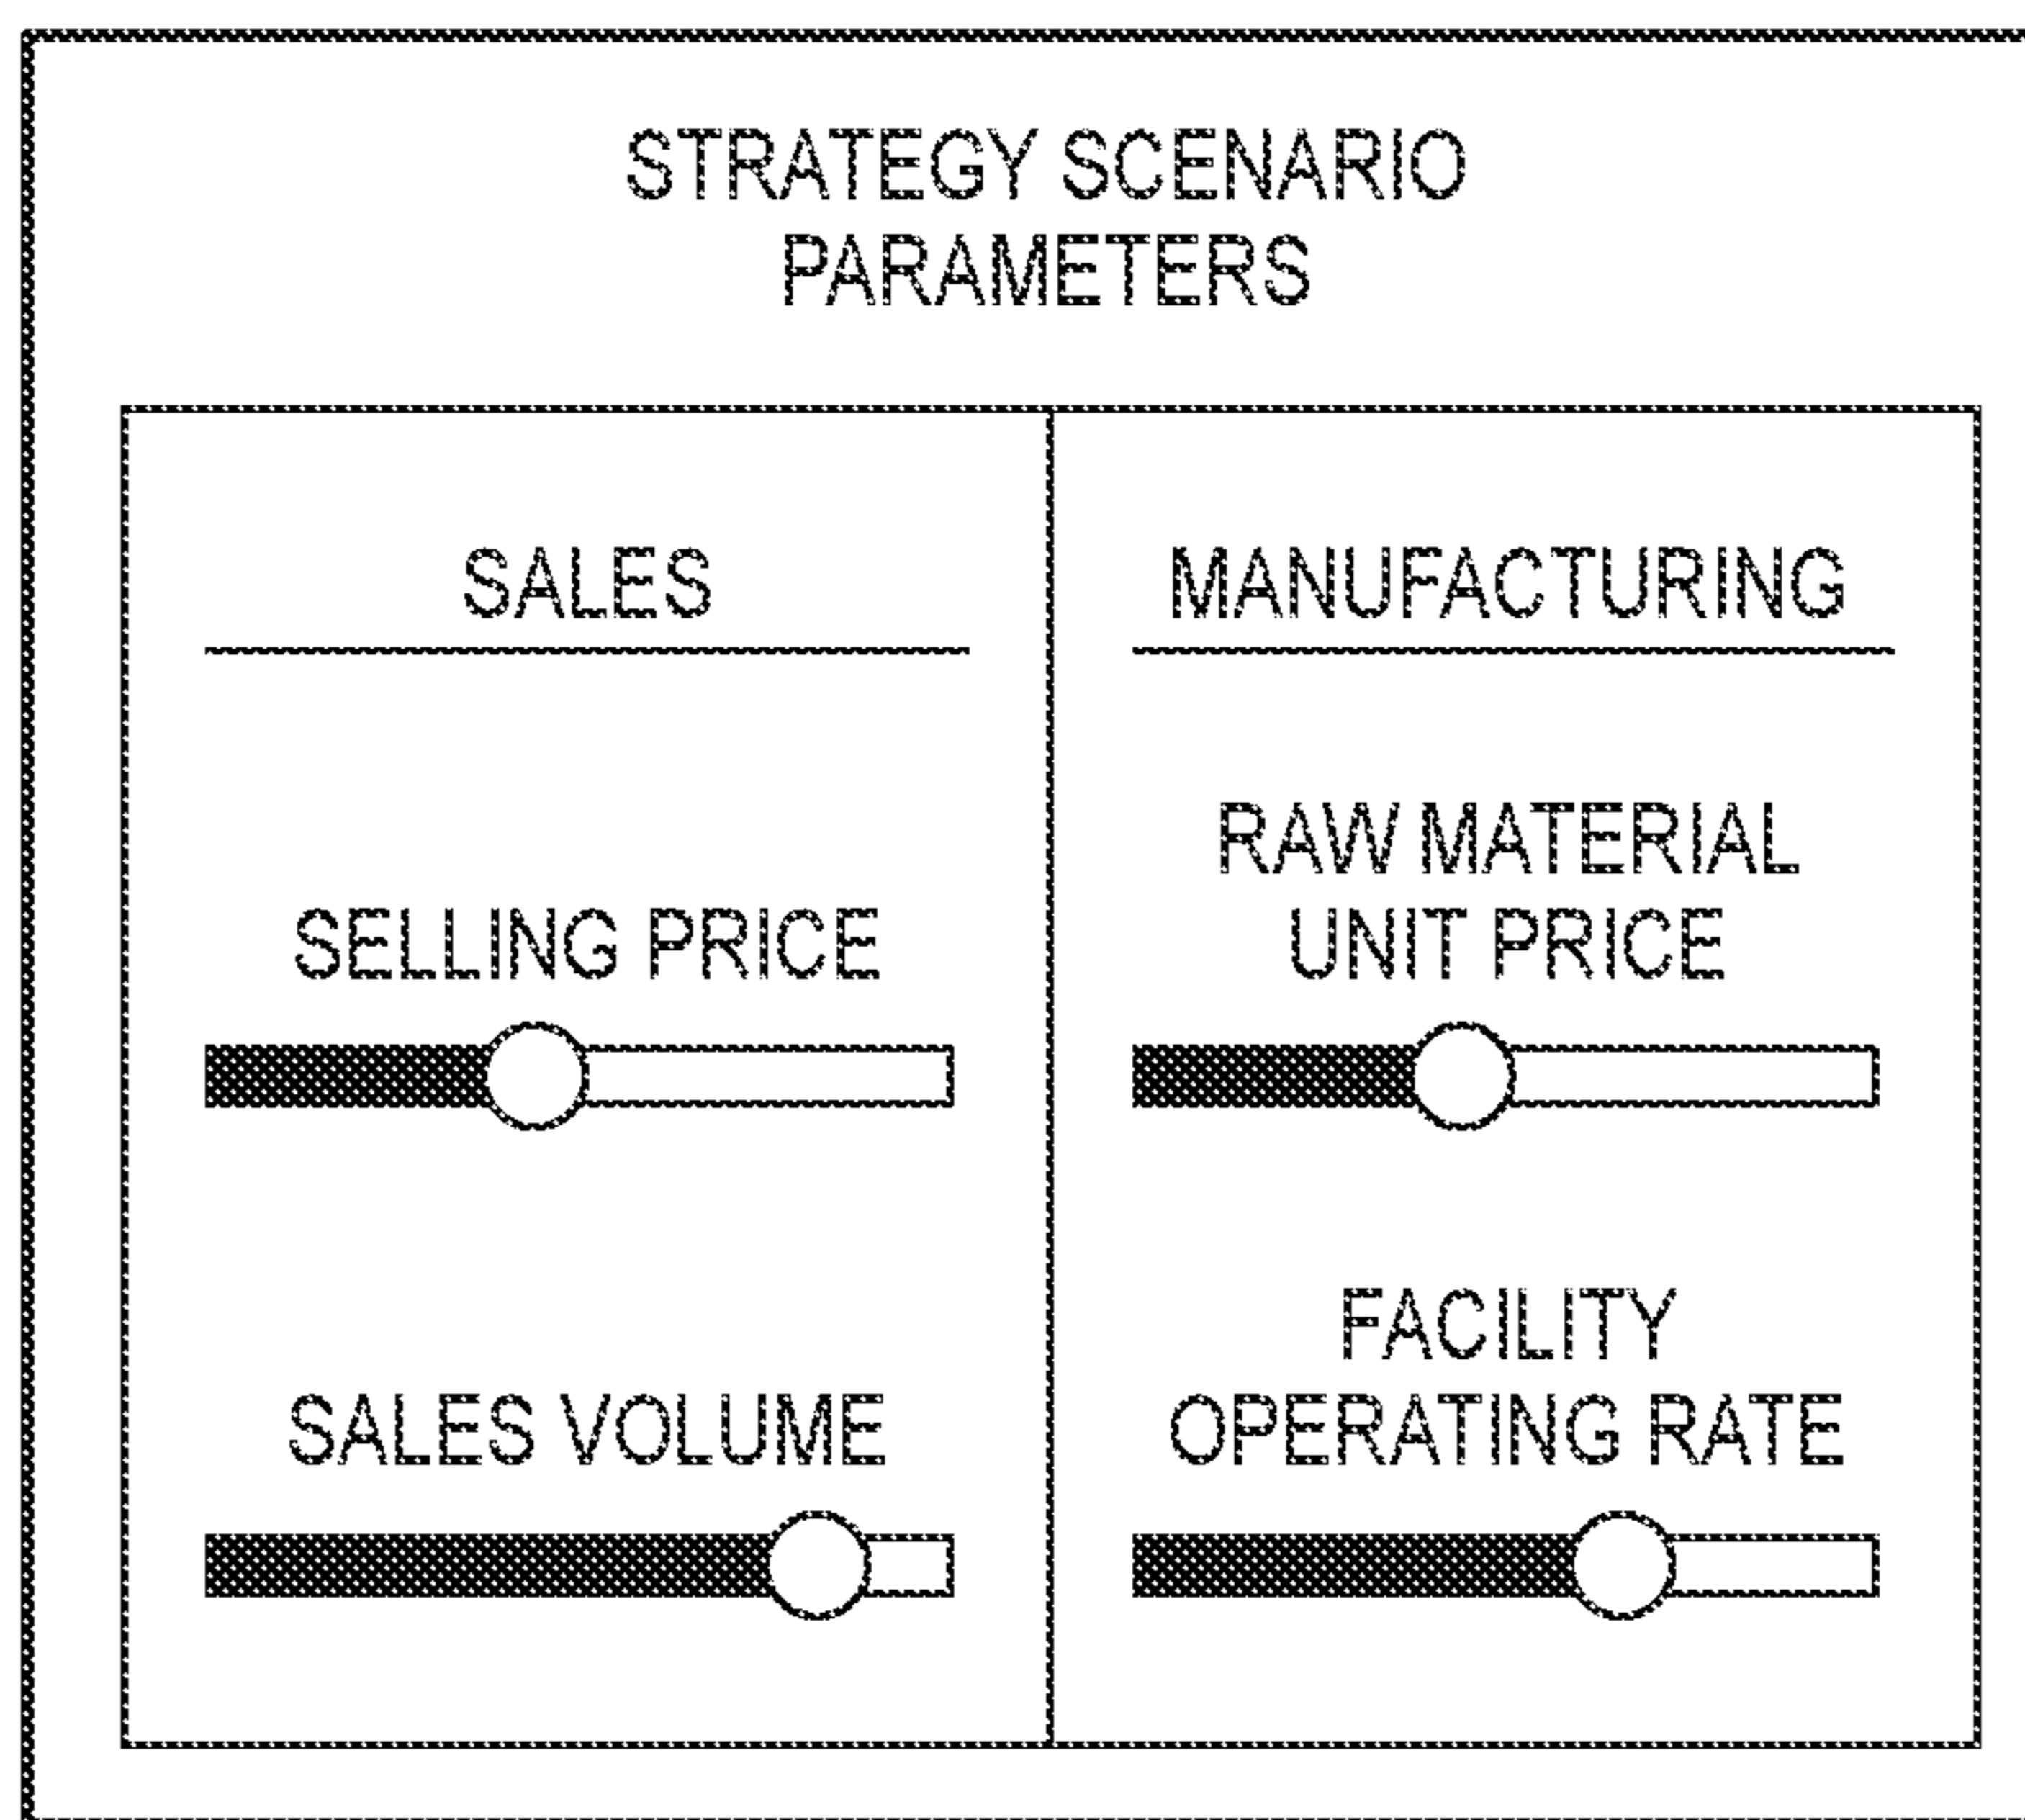 STRATEGY SCENARIO
PARAMETERS
SALES
SELLING PRICE
SALES VOLUME
MANUFACTURING
RAW MATERIAL
UNIT PRICE
FACILITY
OPERATING RATE